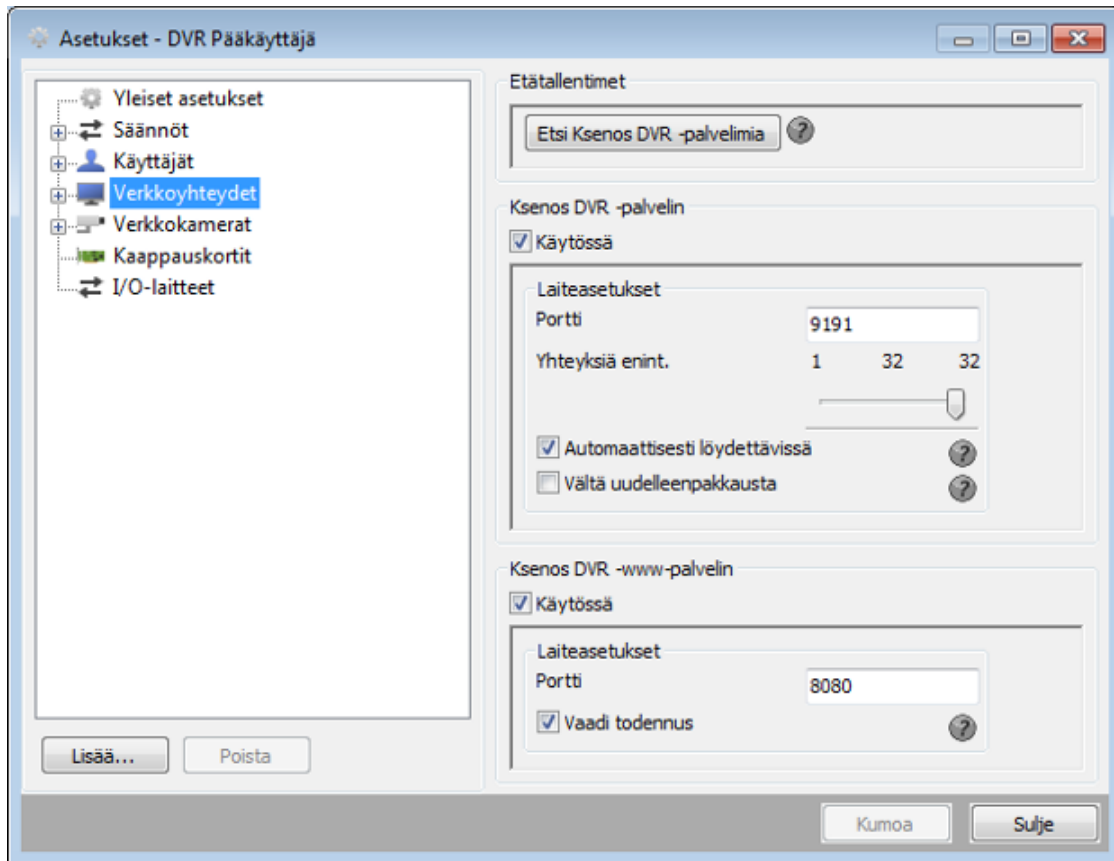 Asetukset - DVR Pääkäyttäjä
Yleiset asetukset
Säännöt
Käyttäjät
Verkkoyhteydet
Verkkokamerat
Kaappauskortit
I/O-laitteet
Lisää...
Poista
Etätallentimet
Etsi Ksenos DVR -palvelimia
?
Ksenos DVR -palvelin
Käytössä
Laiteasetukset
Portti 9191
Yhteyksiä enint. 1 32 32
Automaattisesti löydettävissä ?
Vältä uudelleenpakkausta ?
Ksenos DVR -www-palvelin
Käytössä
Laiteasetukset
Portti 8080
Vaadi todennus ?
Kumoa
Sulje